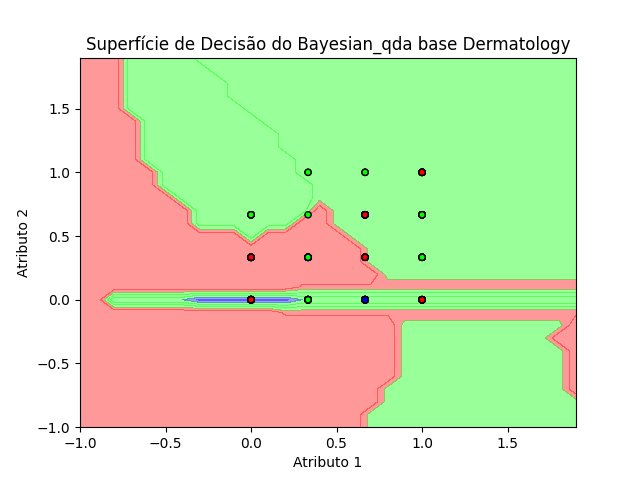 Superfície de Decisão do Bayesian_qda base Dermatology
Atributo 2
1.5
1.0
0.5
0.0
−0.5
−1.0
−1.0 −0.5 0.0 0.5 1.0 1.5
Atributo 1